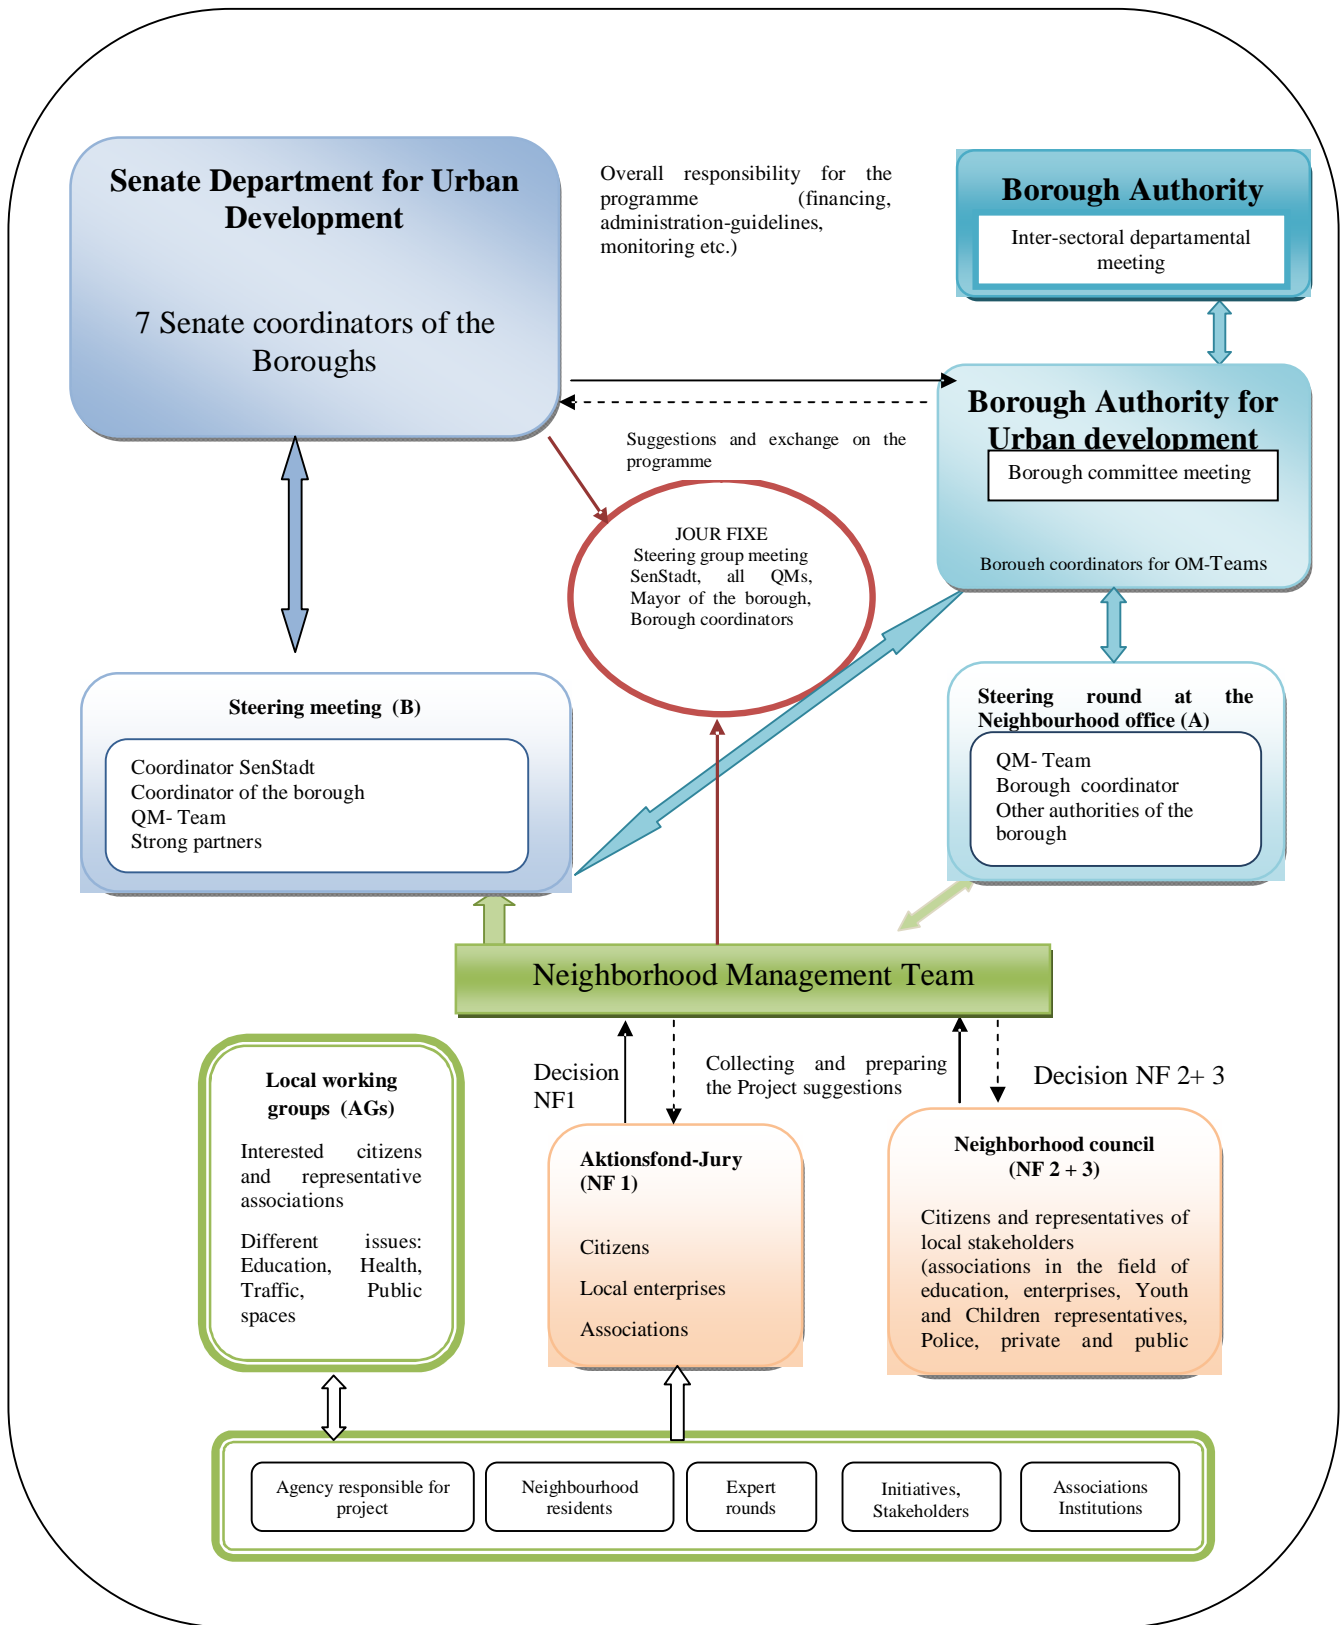 Senate Department for Urban
Development
7 Senate coordinators of the
Boroughs
Overall responsibility for the
programme (financing,
administration-guidelines,
monitoring etc.)
Borough Authority
Inter-sectoral departamental
meeting
Suggestions and exchange on the
programme
Borough Authority for
Urban development
Borough committee meeting
Borough coordinators for QM-Teams
JOUR FIXE
Steering group meeting
SenStadt, all QMs,
Mayor of the borough,
Borough coordinators
Steering meeting (B)
Coordinator SenStadt
Coordinator of the borough
QM- Team
Strong partners
Steering round at the
Neighbourhood office (A)
QM- Team
Borough coordinator
Other authorities of the
borough
Neighborhood Management Team
Decision
NF1
Collecting and preparing
the Project suggestions
Decision NF 2+ 3
Local working
groups (AGs)
Interested citizens
and representative
associations
Different issues:
Education, Health,
Traffic, Public
spaces
Aktionsfond-Jury
(NF 1)
Citizens
Local enterprises
Associations
Neighborhood council
(NF 2 + 3)
Citizens and representatives of
local stakeholders
(associations in the field of
education, enterprises, Youth
and Children representatives,
Police, private and public
Agency responsible for
project
Neighbourhood
residents
Expert
rounds
Initiatives,
Stakeholders
Associations
Institutions